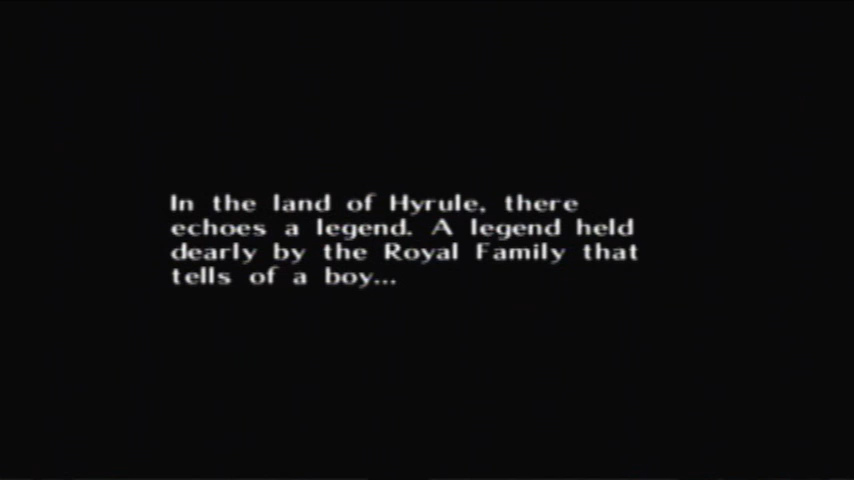 In the land of Hyrule, there
echoes a legend. A legend held
dearly by the Royal Family that
tells of a boy...